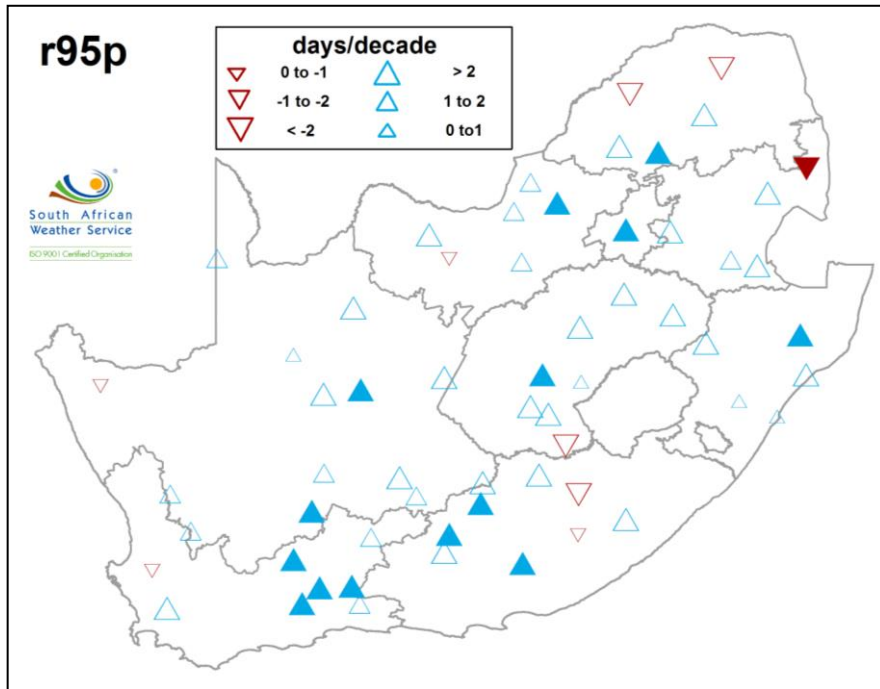 r95p
days/decade
0 to -1
> 2
-1 to -2
1 to 2
< -2
0 to1
South African
Weather Service
ISO 9001 Certified Organisation